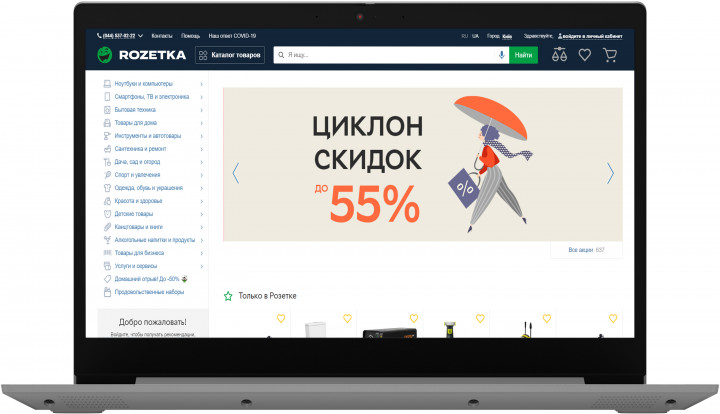 (044) 537-02-22 Контакты Помощь Наш ответ COVID-19 RU | UA Город Київ Здравствуйте, войдите в личный кабинет
ROZETKA Каталог товаров Я ищу... Найти
Ноутбуки и компьютеры
Смартфоны, ТВ и электроника
Бытовая техника
Товары для дома
Инструменты и автотовары
Сантехника и ремонт
Дача, сад и огород
Спорт и увлечения
Одежда, обувь и украшения
Красота и здоровье
Детские товары
Канцтовары и книги
Алкогольные напитки и продукты
Товары для бизнеса
Услуги и сервисы
Домашний отрыв! До -80%
Продовольственные наборы
ЦИКЛОН
СКИДОК
ДО 55%
%
Все акции 637
Только в Розетке
Добро пожаловать!
Войдите, чтобы получать рекомендации,